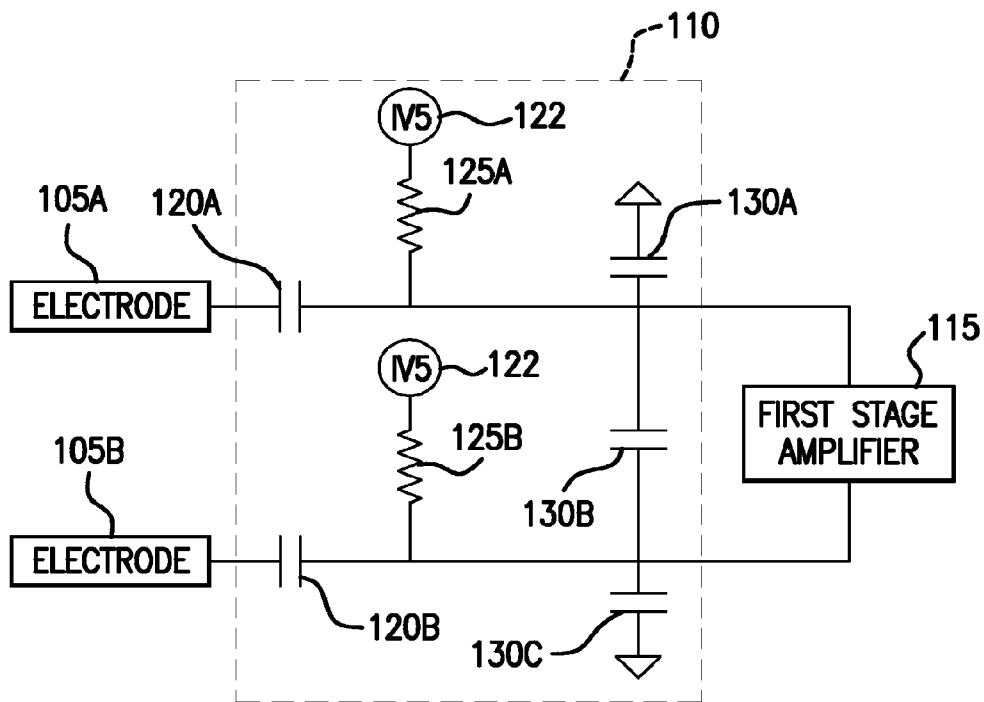 110
IV5
122
125A
105A
120A
130A
ELECTRODE
IV5
122
115
FIRST STAGE
AMPLIFIER
125B
105B
130B
ELECTRODE
120B
130C